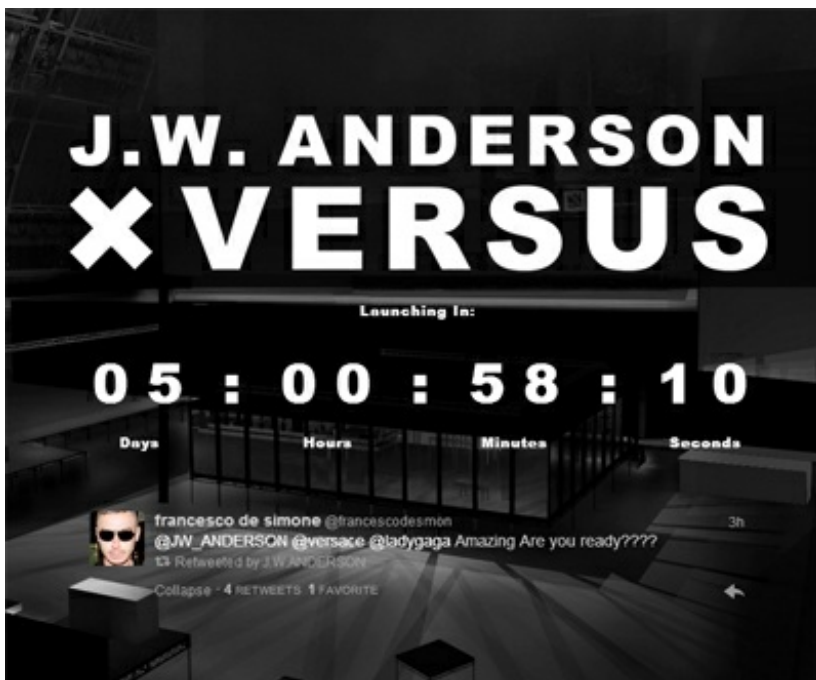 J.W. ANDERSON
×VERSUS
Launching In:
05 : 00 : 58 : 10
Days Hours Minutes Seconds
francesco de simone @francescodesmon 3h
@JW_ANDERSON @versace @ladygaga Amazing Are you ready????
Retweeted by J.W.ANDERSON
Collapse · 4 RETWEETS 1 FAVORITE